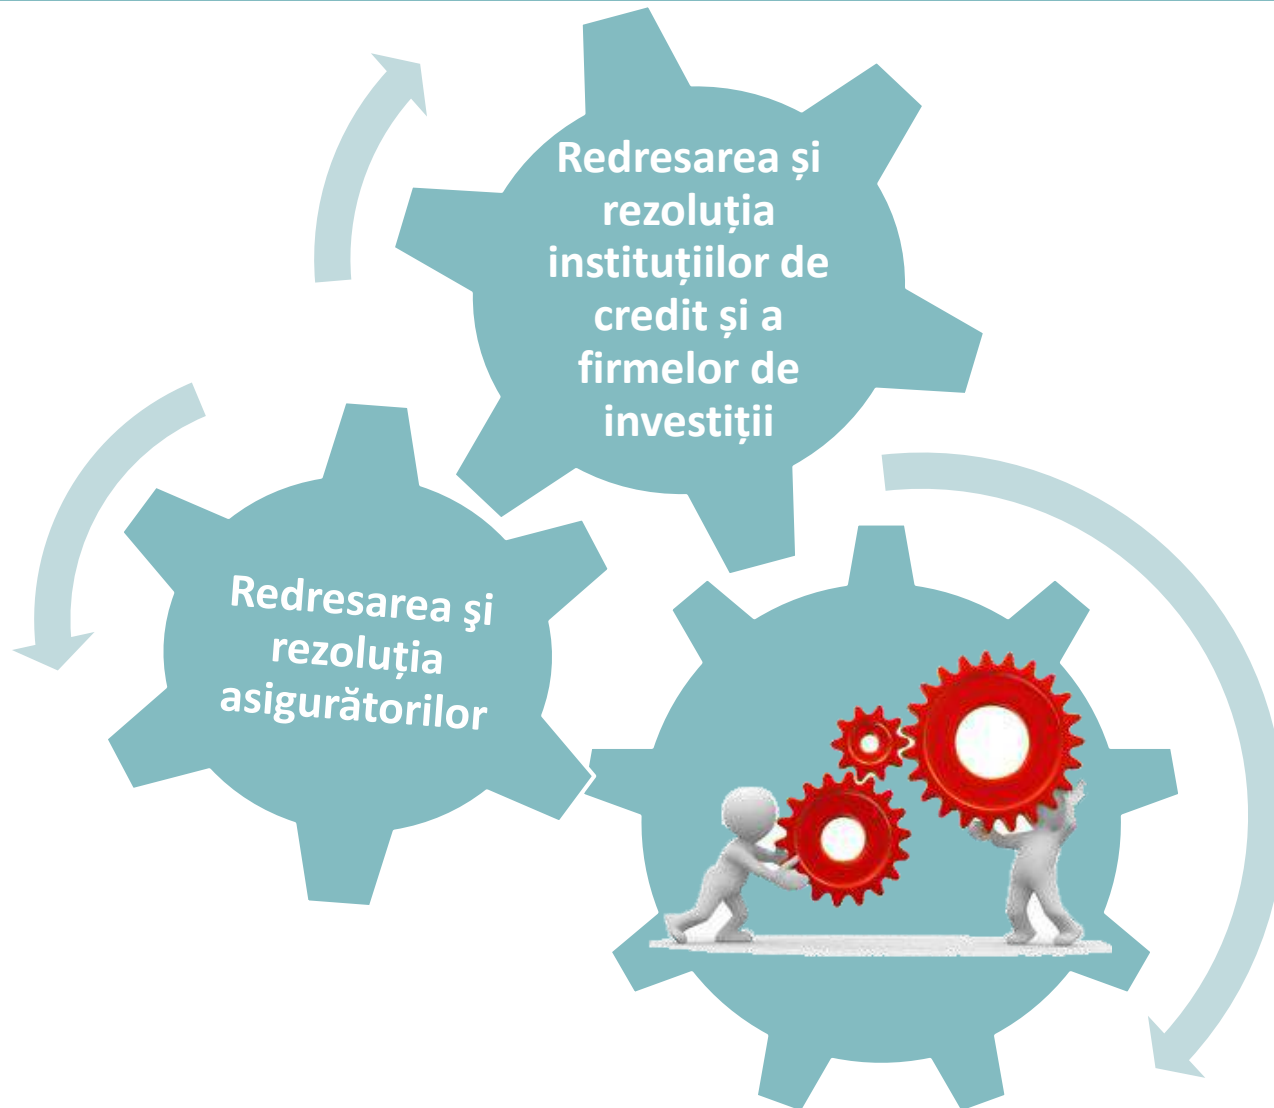 Redresarea și
rezoluția
instituțiilor de
credit și a
firmelor de
investiții
Redresarea şi
rezoluția
asigurătorilor